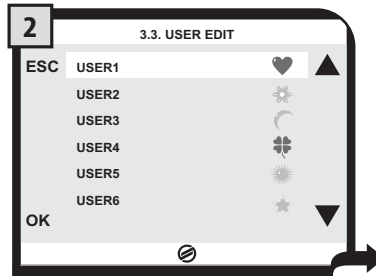 2
3.3. USER EDIT
ESC USER1
USER2
USER3
USER4
USER5
USER6
OK